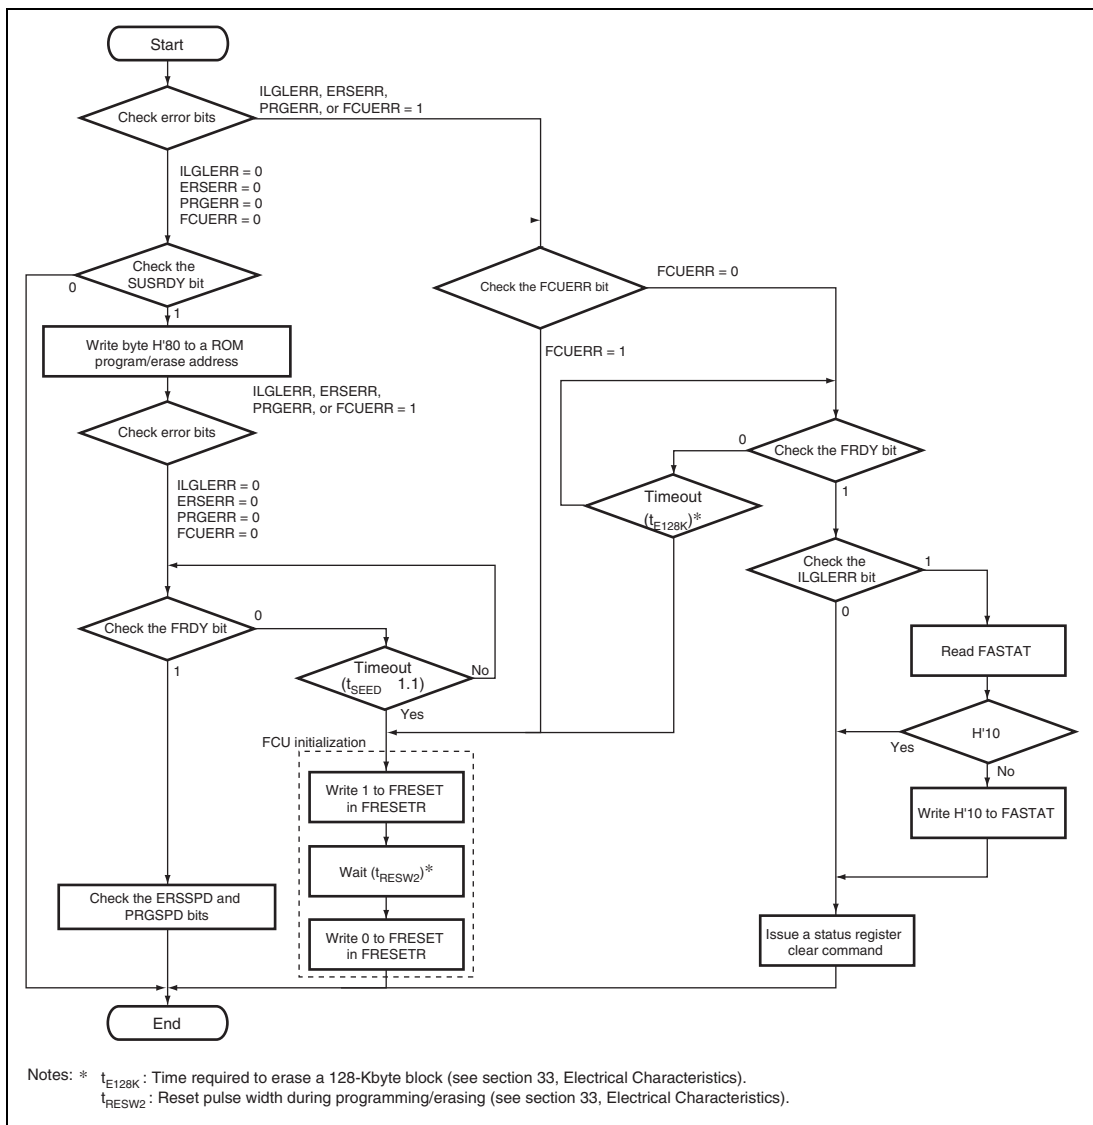 Start
Check error bits
ILGLERR, ERSERR,
PRGERR, or FCUERR = 1
ILGLERR = 0
ERSERR = 0
PRGERR = 0
FCUERR = 0
Check the
SUSRDY bit
0
1
Write byte H'80 to a ROM
program/erase address
ILGLERR, ERSERR,
PRGERR, or FCUERR = 1
Check error bits
ILGLERR = 0
ERSERR = 0
PRGERR = 0
FCUERR = 0
Check the FRDY bit
0
1
Timeout
(tSEED 1.1)
No
Yes
Check the FCUERR bit
FCUERR = 0
FCUERR = 1
Check the FRDY bit
0
1
Timeout
(tE128K)*
Check the
ILGLERR bit
1
0
Read FASTAT
H'10
Yes
No
Write H'10 to FASTAT
FCU initialization
Write 1 to FRESET
in FRESETR
Wait (tRESW2)*
Write 0 to FRESET
in FRESETR
Check the ERSSPD and
PRGSPD bits
Issue a status register
clear command
End
Notes: * tE128K : Time required to erase a 128-Kbyte block (see section 33, Electrical Characteristics).
tRESW2 : Reset pulse width during programming/erasing (see section 33, Electrical Characteristics).